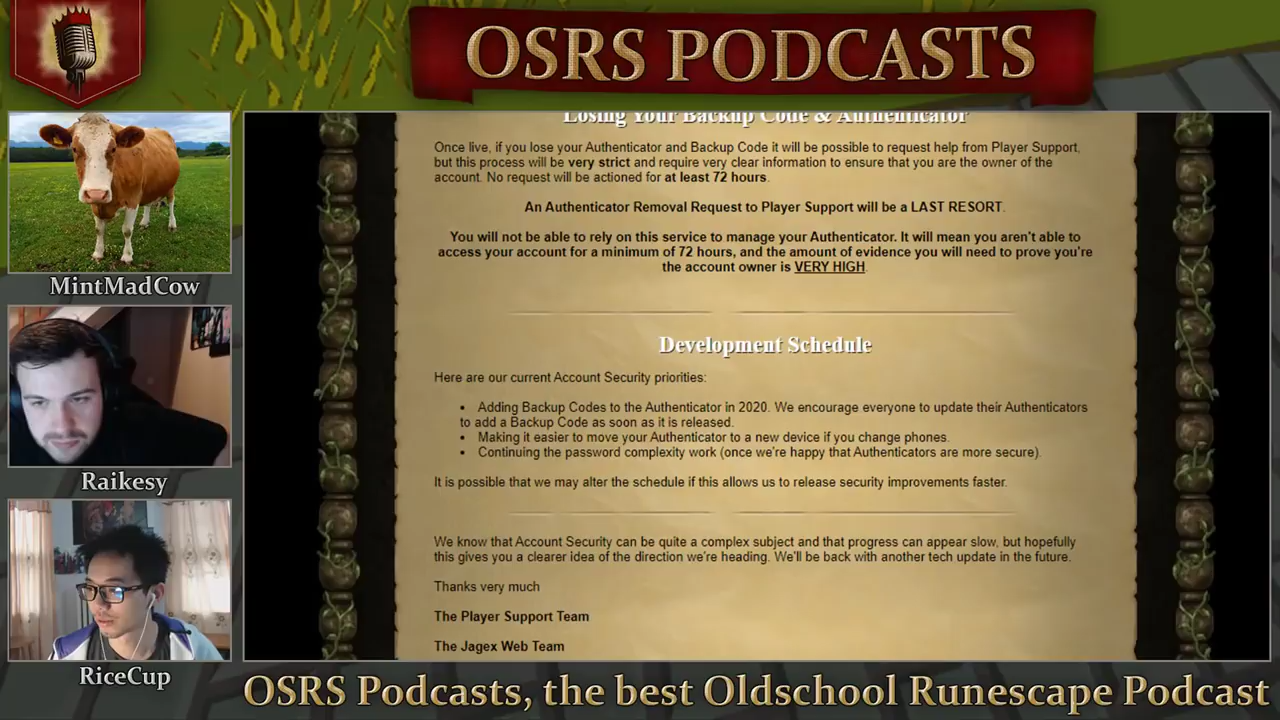 OSRS PODCASTS
Losing Your Backup Code & Authenticator
Once live, if you lose your Authenticator and Backup Code it will be possible to request help from Player Support,
but this process will be very strict and require very clear information to ensure that you are the owner of the
account. No request will be actioned for at least 72 hours.
An Authenticator Removal Request to Player Support will be a LAST RESORT.
You will not be able to rely on this service to manage your Authenticator. It will mean you aren't able to
access your account for a minimum of 72 hours, and the amount of evidence you will need to prove you're
the account owner is VERY HIGH.
Development Schedule
Here are our current Account Security priorities:
• Adding Backup Codes to the Authenticator in 2020. We encourage everyone to update their Authenticators
to add a Backup Code as soon as it is released.
• Making it easier to move your Authenticator to a new device if you change phones.
• Continuing the password complexity work (once we're happy that Authenticators are more secure).
It is possible that we may alter the schedule if this allows us to release security improvements faster.
We know that Account Security can be quite a complex subject and that progress can appear slow, but hopefully
this gives you a clearer idea of the direction we're heading. We'll be back with another tech update in the future.
Thanks very much
The Player Support Team
The Jagex Web Team
MintMadCow
Raikesy
RiceCup
OSRS Podcasts, the best Oldschool Runescape Podcast